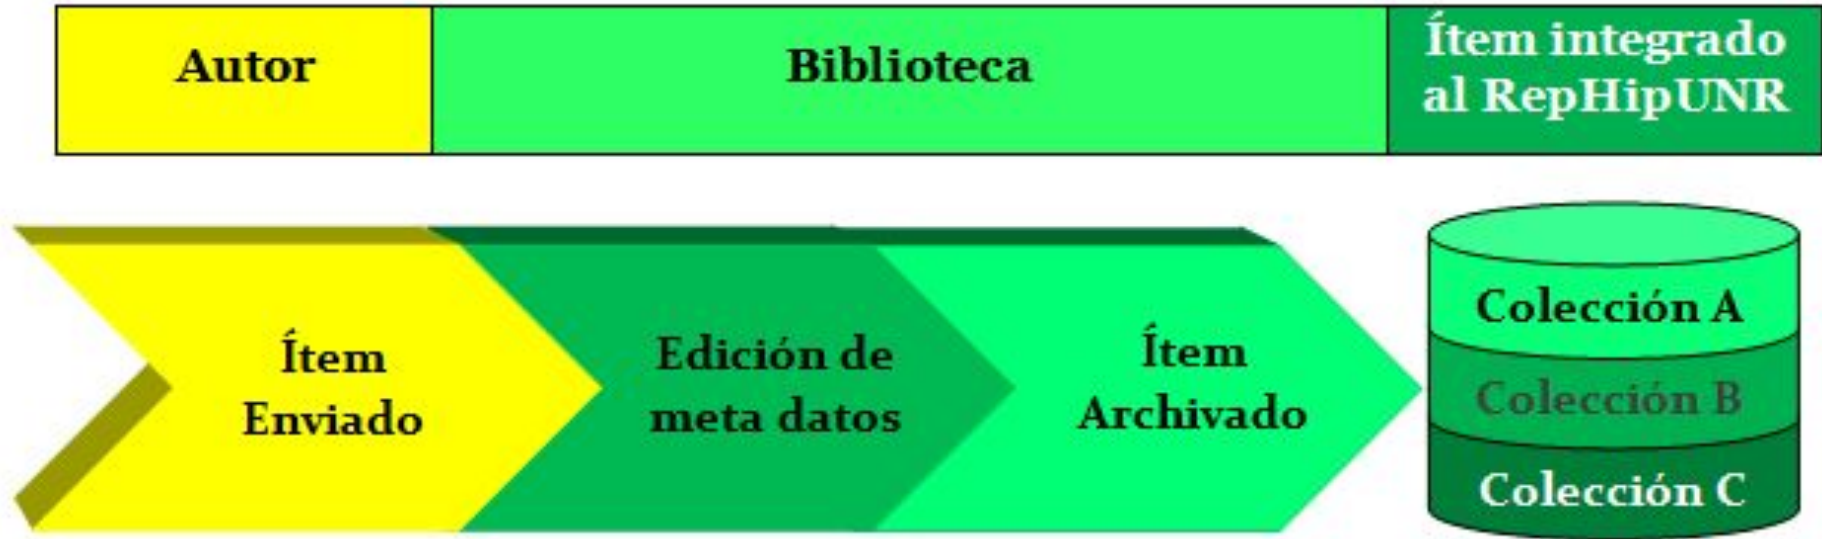 Autor
Biblioteca
Ítem integrado
al RepHipUNR
Ítem
Enviado
Edición de
meta datos
Ítem
Archivado
Colección A
Colección B
Colección C